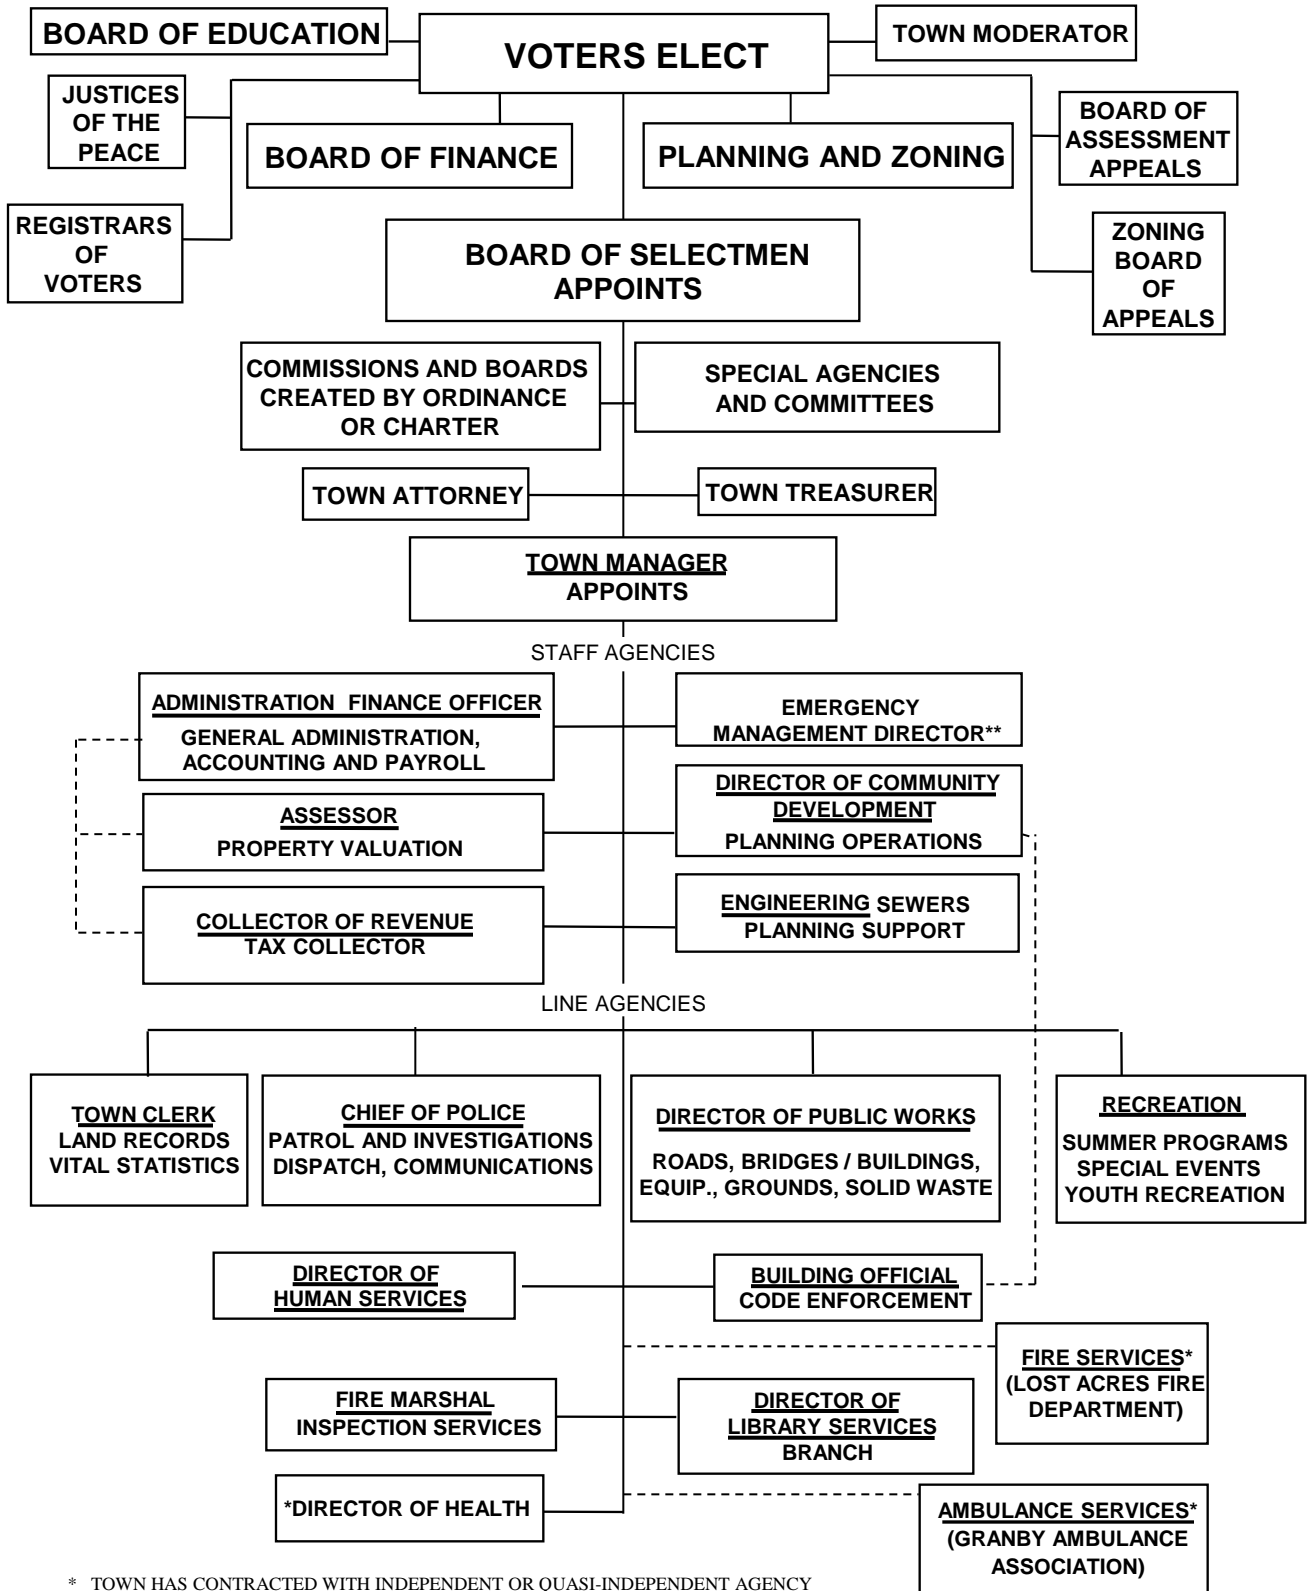 BOARD OF EDUCATION
VOTERS ELECT
TOWN MODERATOR
JUSTICES
OF THE
PEACE
BOARD OF FINANCE
PLANNING AND ZONING
BOARD OF
ASSESSMENT
APPEALS
REGISTRARS
OF
VOTERS
BOARD OF SELECTMEN
APPOINTS
ZONING
BOARD
OF
APPEALS
COMMISSIONS AND BOARDS
CREATED BY ORDINANCE
OR CHARTER
SPECIAL AGENCIES
AND COMMITTEES
TOWN ATTORNEY
TOWN TREASURER
TOWN MANAGER
APPOINTS
STAFF AGENCIES
ADMINISTRATION FINANCE OFFICER
GENERAL ADMINISTRATION,
ACCOUNTING AND PAYROLL
EMERGENCY
MANAGEMENT DIRECTOR**
ASSESSOR
PROPERTY VALUATION
DIRECTOR OF COMMUNITY
DEVELOPMENT
PLANNING OPERATIONS
COLLECTOR OF REVENUE
TAX COLLECTOR
ENGINEERING SEWERS
PLANNING SUPPORT
LINE AGENCIES
TOWN CLERK
LAND RECORDS
VITAL STATISTICS
CHIEF OF POLICE
PATROL AND INVESTIGATIONS
DISPATCH, COMMUNICATIONS
DIRECTOR OF PUBLIC WORKS
ROADS, BRIDGES / BUILDINGS,
EQUIP., GROUNDS, SOLID WASTE
RECREATION
SUMMER PROGRAMS
SPECIAL EVENTS
YOUTH RECREATION
DIRECTOR OF
HUMAN SERVICES
BUILDING OFFICIAL
CODE ENFORCEMENT
FIRE SERVICES*
(LOST ACRES FIRE
DEPARTMENT)
FIRE MARSHAL
INSPECTION SERVICES
DIRECTOR OF
LIBRARY SERVICES
BRANCH
*DIRECTOR OF HEALTH
AMBULANCE SERVICES*
(GRANBY AMBULANCE
ASSOCIATION)
* TOWN HAS CONTRACTED WITH INDEPENDENT OR QUASI-INDEPENDENT AGENCY